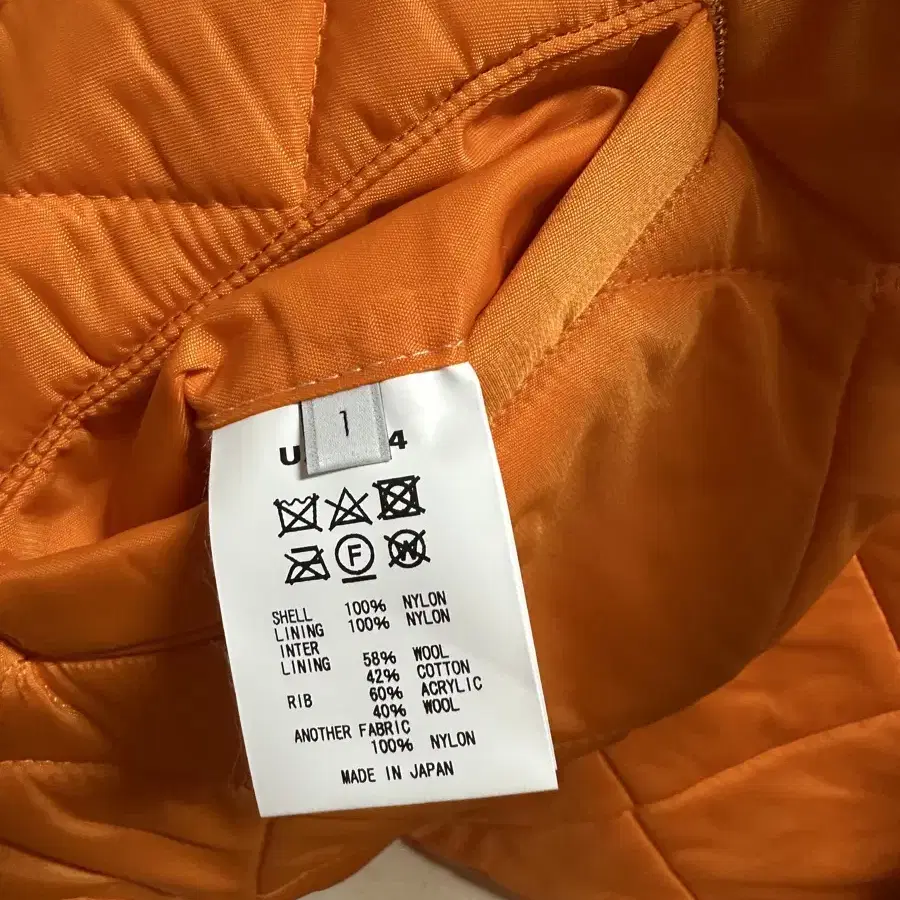 1
SHELL 100% NYLON
LINING 100% NYLON
INTER
LINING 58% WOOL
42% COTTON
RIB 60% ACRYLIC
40% WOOL
ANOTHER FABRIC
100% NYLON
MADE IN JAPAN